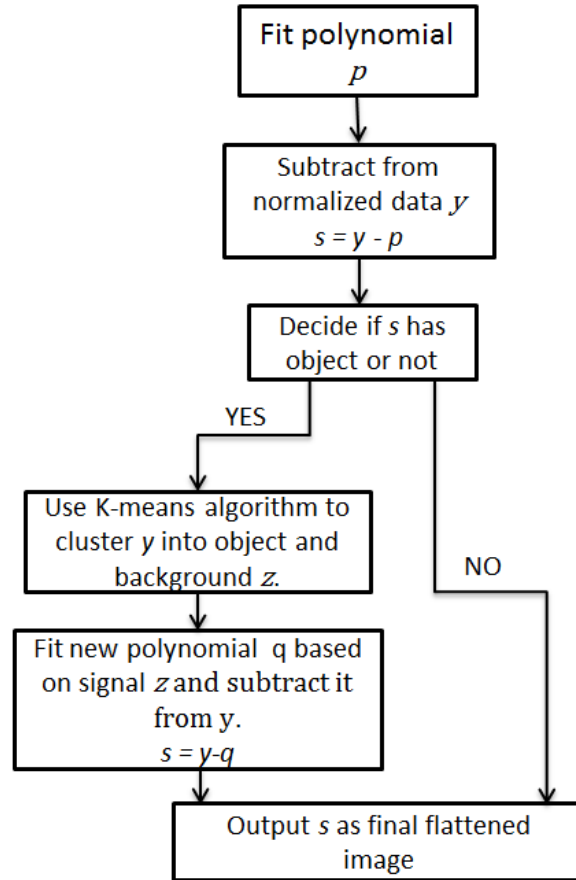 Fit polynomial
p
Subtract from
normalized data y
s = y - p
Decide if s has
object or not
YES
Use K-means algorithm to
cluster y into object and
background z.
NO
Fit new polynomial q based
on signal z and subtract it
from y.
s = y-q
Output s as final flattened
image